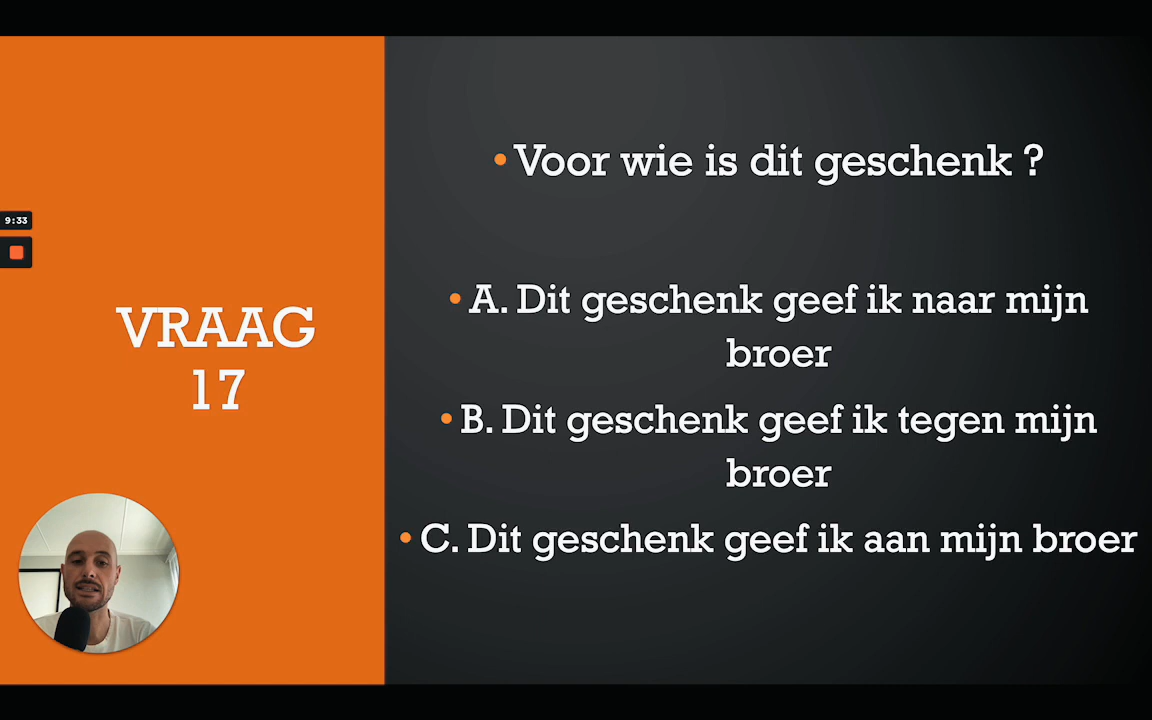 Voor wie is dit geschenk ?
9:33
A. Dit geschenk geef ik naar mijn
broer
VRAAG
17
B. Dit geschenk geef ik tegen mijn
broer
C. Dit geschenk geef ik aan mijn broer